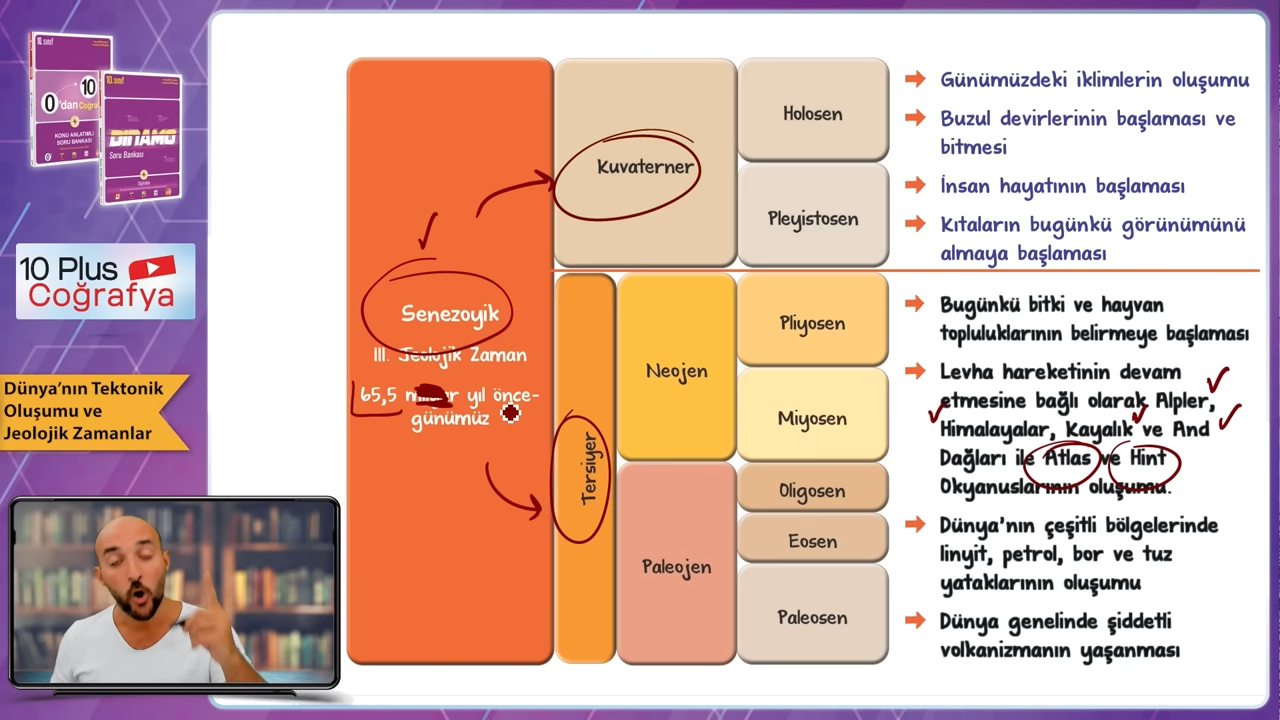 10. sınıf
0'dan
10
KONU ANLATIMLI
SORU BANKASI
10. sınıf
DİNAMO
Soru Bankası
Coğrafya
10 Plus
Coğrafya
Dünya'nın Tektonik
Oluşumu ve
Jeolojik Zamanlar
Senezoyik
III. Jeolojik Zaman
65,5 yıl önce-
günümüz
Kuvaterner
Tersiyer
Neojen
Paleojen
Holosen
Pleyistosen
Pliyosen
Miyosen
Oligosen
Eosen
Paleosen
Günümüzdeki iklimlerin oluşumu
Buzul devirlerinin başlaması ve
bitmesi
İnsan hayatının başlaması
Kıtaların bugünkü görünümünü
almaya başlaması
Bugünkü bitki ve hayvan
topluluklarının belirmeye başlaması
Levha hareketinin devam
etmesine bağlı olarak Alpler,
Himalayalar, Kayalık ve And
Dağları ile Atlas ve Hint
Okyanuslarının oluşumu.
Dünya'nın çeşitli bölgelerinde
linyit, petrol, bor ve tuz
yataklarının oluşumu
Dünya genelinde şiddetli
volkanizmanın yaşanması